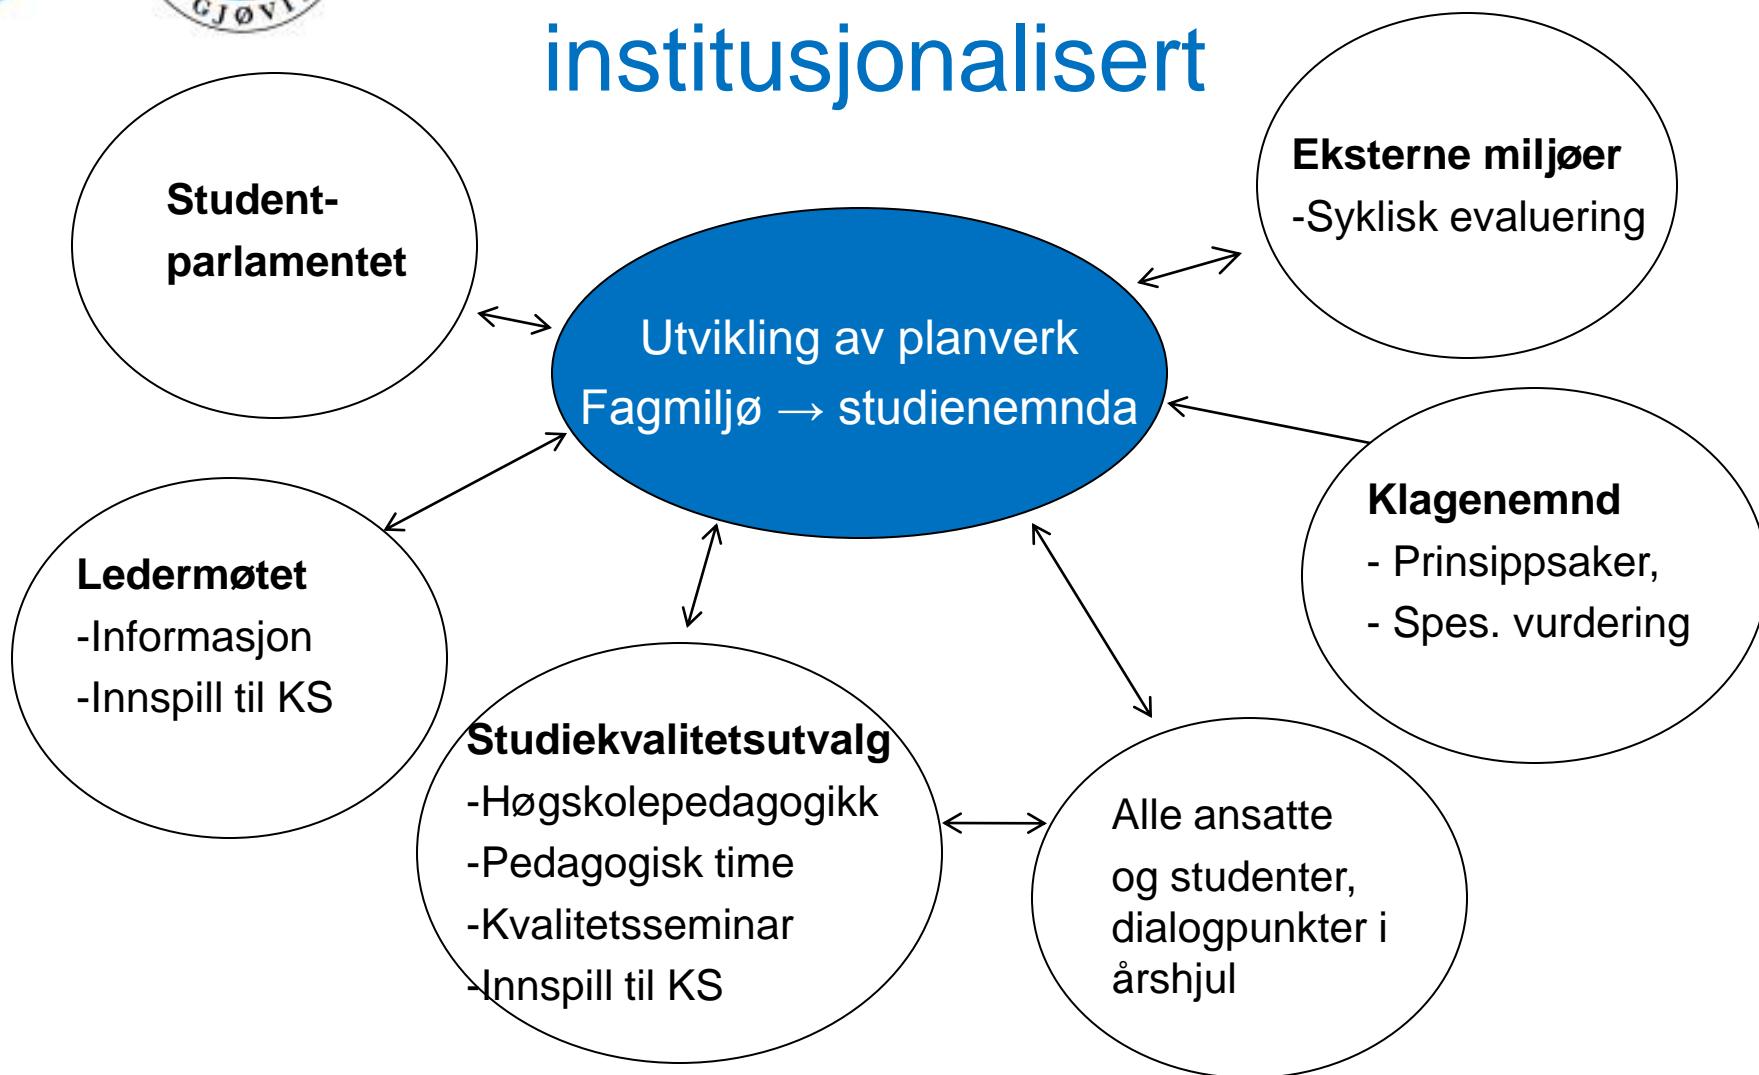 institusjonalisert
Student-
parlamentet
Eksterne miljøer
-Syklisk evaluering
Utvikling av planverk
Fagmiljø → studienemnda
Klagenemnd
- Prinsippsaker,
- Spes. vurdering
Ledermøtet
-Informasjon
-Innspill til KS
Studiekvalitetsutvalg
-Høgskolepedagogikk
-Pedagogisk time
-Kvalitetsseminar
-Innspill til KS
Alle ansatte
og studenter,
dialogpunkter i
årshjul